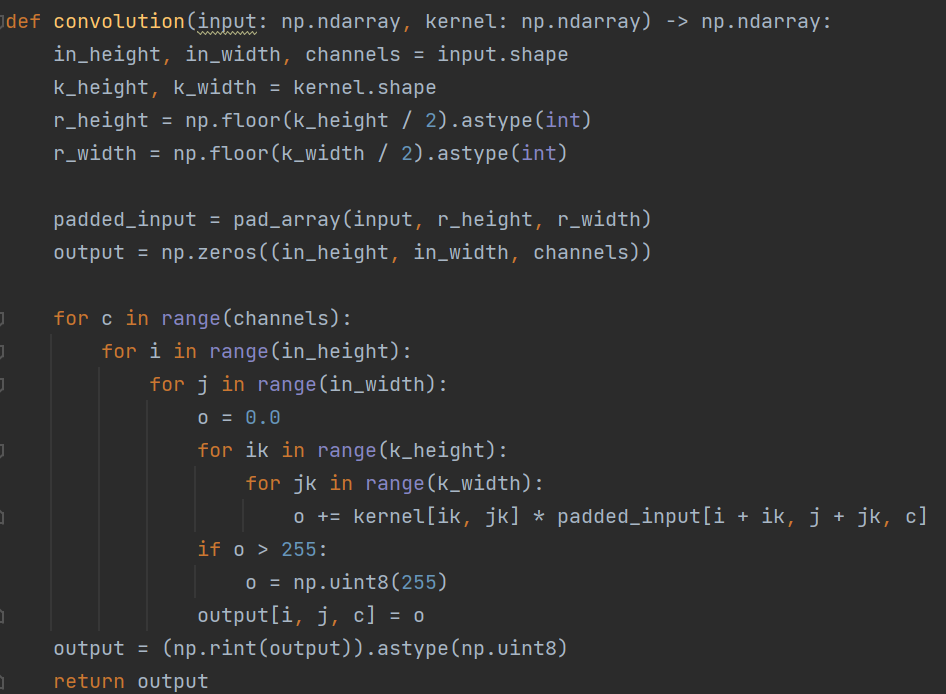 def convolution(input: np.ndarray, kernel: np.ndarray) -> np.ndarray:
    in_height, in_width, channels = input.shape
    k_height, k_width = kernel.shape
    r_height = np.floor(k_height / 2).astype(int)
    r_width = np.floor(k_width / 2).astype(int)

    padded_input = pad_array(input, r_height, r_width)
    output = np.zeros((in_height, in_width, channels))

    for c in range(channels):
        for i in range(in_height):
            for j in range(in_width):
                o = 0.0
                for ik in range(k_height):
                    for jk in range(k_width):
                        o += kernel[ik, jk] * padded_input[i + ik, j + jk, c]
                if o > 255:
                    o = np.uint8(255)
                output[i, j, c] = o
    output = (np.rint(output)).astype(np.uint8)
    return output